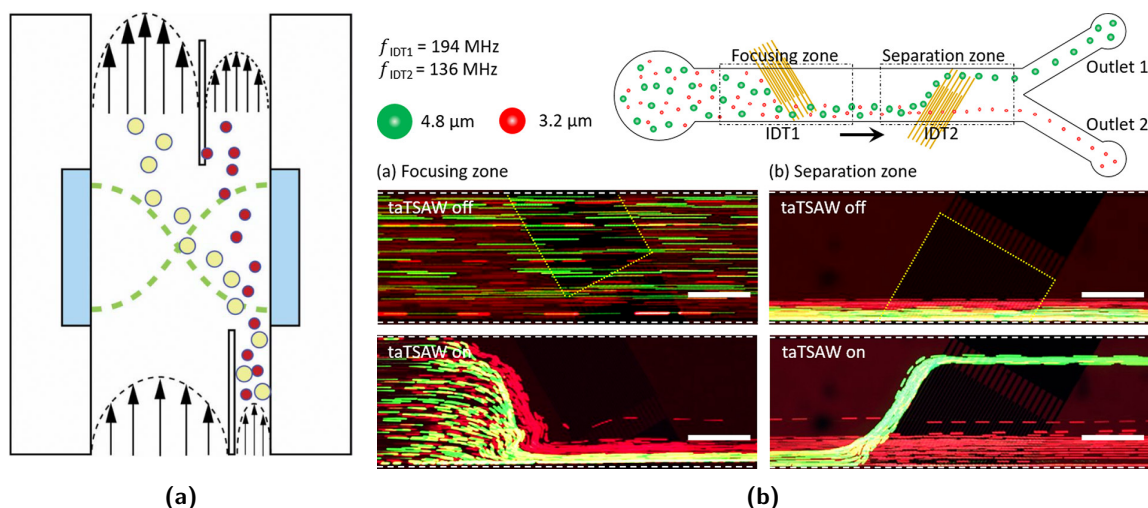 f IDT1 = 194 MHz
f IDT2 = 136 MHz
4.8 μm
3.2 μm
Focusing zone
Separation zone
IDT1
IDT2
Outlet 1
Outlet 2
(a) Focusing zone
(b) Separation zone
taTSAW off
taTSAW off
taTSAW on
taTSAW on
(a)
(b)